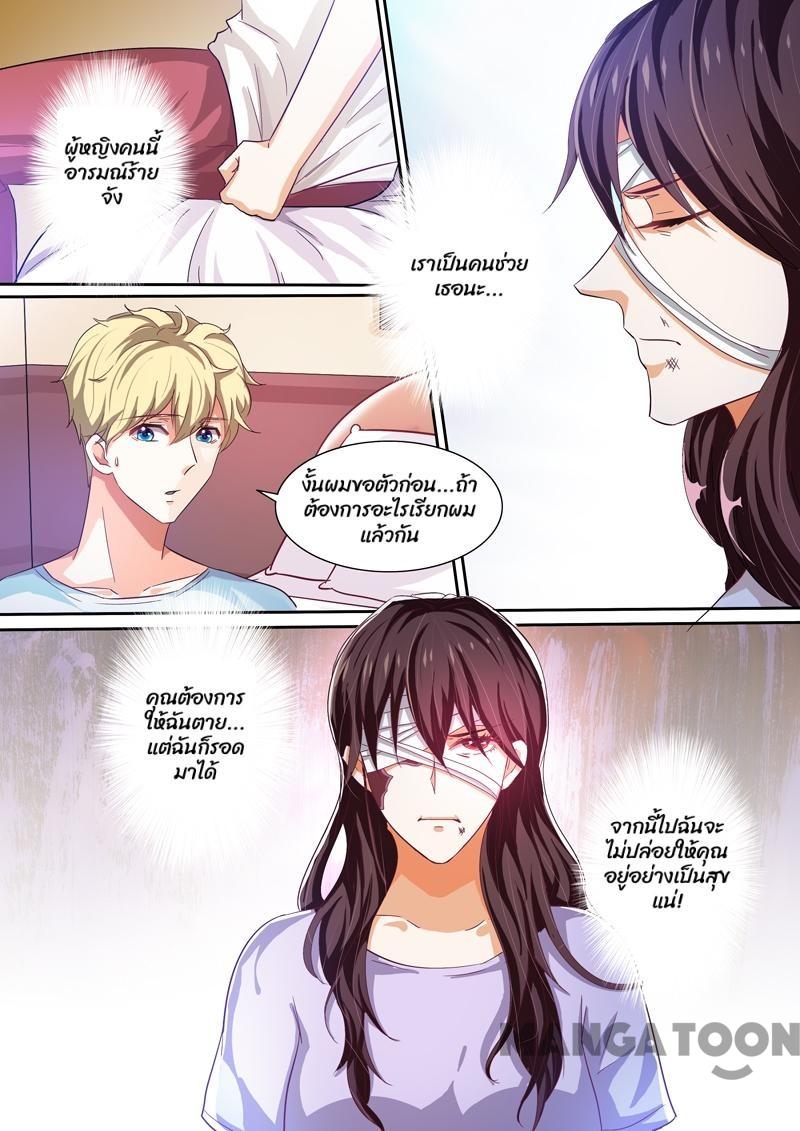 ผู้หญิงคนนี้
อารมณ์ร้าย
จัง
เราเป็นคนช่วย
เธอนะ...
งั้นผมขอตัวก่อน...ถ้า
ต้องการอะไรเรียกผม
แล้วกัน
คุณต้องการ
ให้ฉันตาย...
แต่ฉันก็รอด
มาได้
จากนี้ไปฉันจะ
ไม่ปล่อยให้คุณ
อยู่อย่างเป็นสุข
แน่!
MANGATOON